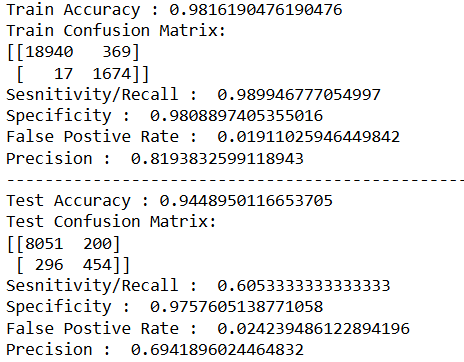 Train Accuracy : 0.9816190476190476
Train Confusion Matrix:
[[18940   369]
 [   17  1674]]
Sesnitivity/Recall :  0.989946777054997
Specificity :  0.9808897405355016
False Postive Rate :  0.01911025946449842
Precision :  0.8193832599118943
------------------------------------------------
Test Accuracy : 0.9448950116653705
Test Confusion Matrix:
[[8051  200]
 [ 296  454]]
Sesnitivity/Recall :  0.6053333333333333
Specificity :  0.9757605138771058
False Postive Rate :  0.024239486122894196
Precision :  0.6941896024464832